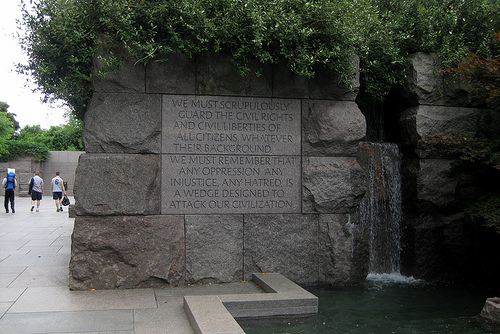 WE MUST SCRUPULOUSLY
GUARD THE CIVIL RIGHTS
AND CIVIL LIBERTIES OF
ALL CITIZENS, WHATEVER
THEIR BACKGROUND.
WE MUST REMEMBER THAT
ANY OPPRESSION, ANY
INJUSTICE, ANY HATRED, IS
A WEDGE DESIGNED TO
ATTACK OUR CIVILIZATION.